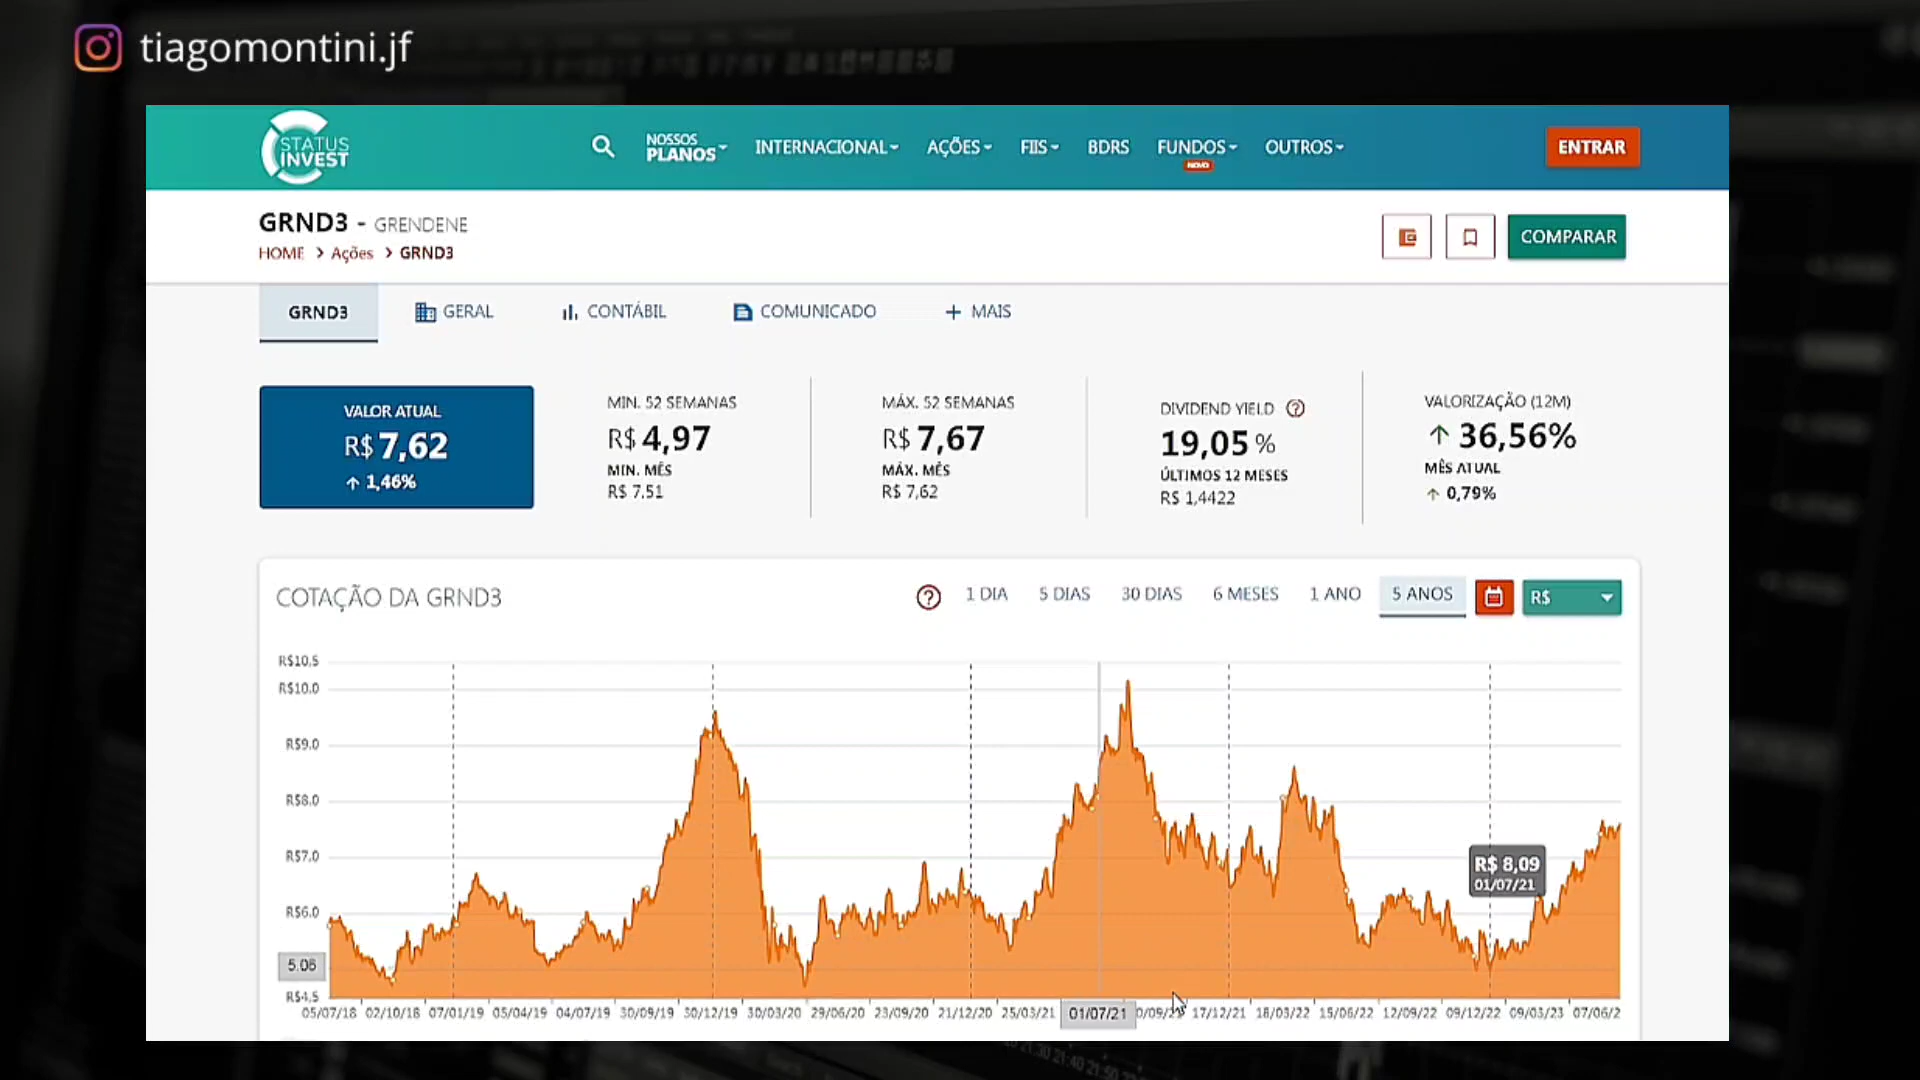 tiagomontini.jf
STATUS INVEST
NOSSOS PLANOS
INTERNACIONAL
AÇÕES
FIIS
BDRS
FUNDOS
NOVO
OUTROS
ENTRAR
GRND3 - GRENDENE
HOME > Ações > GRND3
COMPARAR
GRND3
GERAL
CONTÁBIL
COMUNICADO
+ MAIS
VALOR ATUAL
R$ 7,62
↑ 1,46%
MIN. 52 SEMANAS
R$ 4,97
MIN. MÊS
R$ 7,51
MÁX. 52 SEMANAS
R$ 7,67
MÁX. MÊS
R$ 7,62
DIVIDEND YIELD ?
19,05 %
ÚLTIMOS 12 MESES
R$ 1,4422
VALORIZAÇÃO (12M)
↑ 36,56%
MÊS ATUAL
↑ 0,79%
COTAÇÃO DA GRND3
? 1 DIA 5 DIAS 30 DIAS 6 MESES 1 ANO 5 ANOS R$
R$10.5
R$10.0
R$9.0
R$8.0
R$7.0
R$6.0
5.06
R$4.5
R$ 8,09
01/07/21
05/07/18 02/10/18 07/01/19 05/04/19 04/07/19 30/09/19 30/12/19 30/03/20 29/06/20 23/09/20 21/12/20 25/03/21 01/07/21 0/09/21 17/12/21 18/03/22 15/06/22 12/09/22 09/12/22 09/03/23 07/06/2